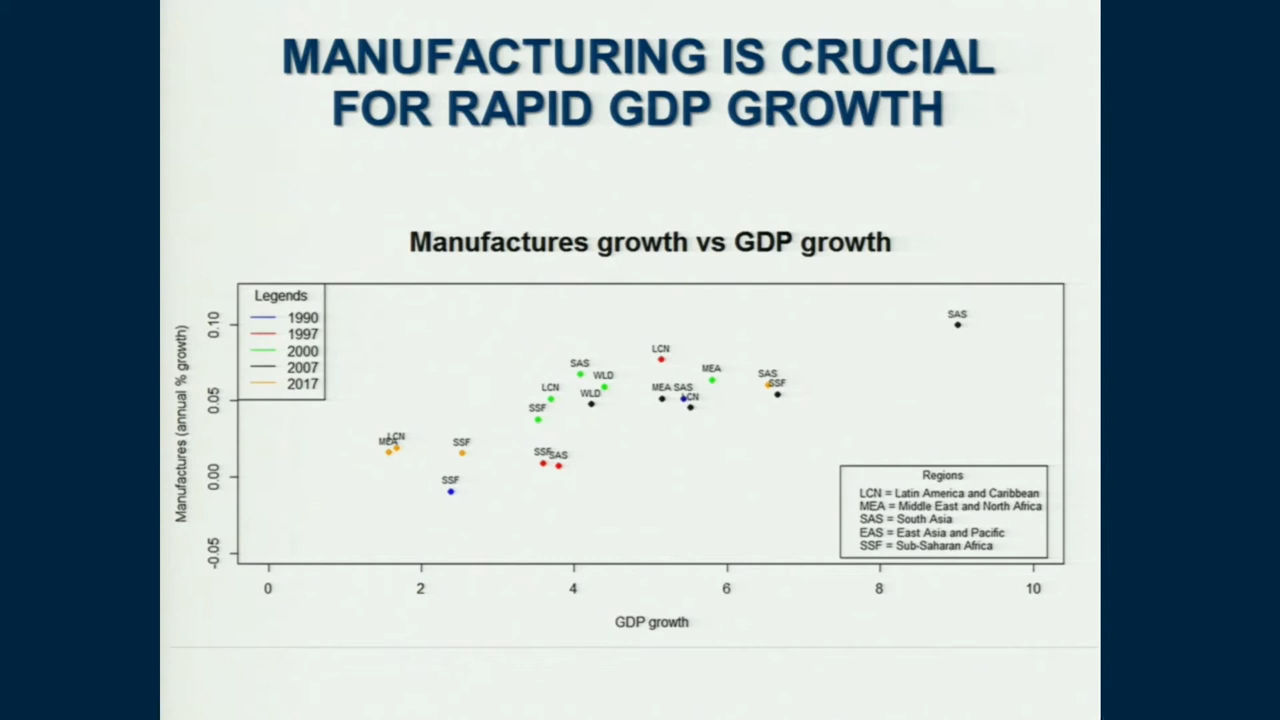 MANUFACTURING IS CRUCIAL
FOR RAPID GDP GROWTH
Manufactures growth vs GDP growth
Legends
1990
1997
2000
2007
2017
Manufactures (annual % growth)
0.10
0.05
0.00
-0.05
SAS
LCN
SAS
MEA
WLD
SAS
SSF
LCN
MEA
SAS
WLD
LCN
SSF
LCN
MEA
SSF
SSF
SAS
SSF
Regions
LCN = Latin America and Caribbean
MEA = Middle East and North Africa
SAS = South Asia
EAS = East Asia and Pacific
SSF = Sub-Saharan Africa
0 2 4 6 8 10
GDP growth